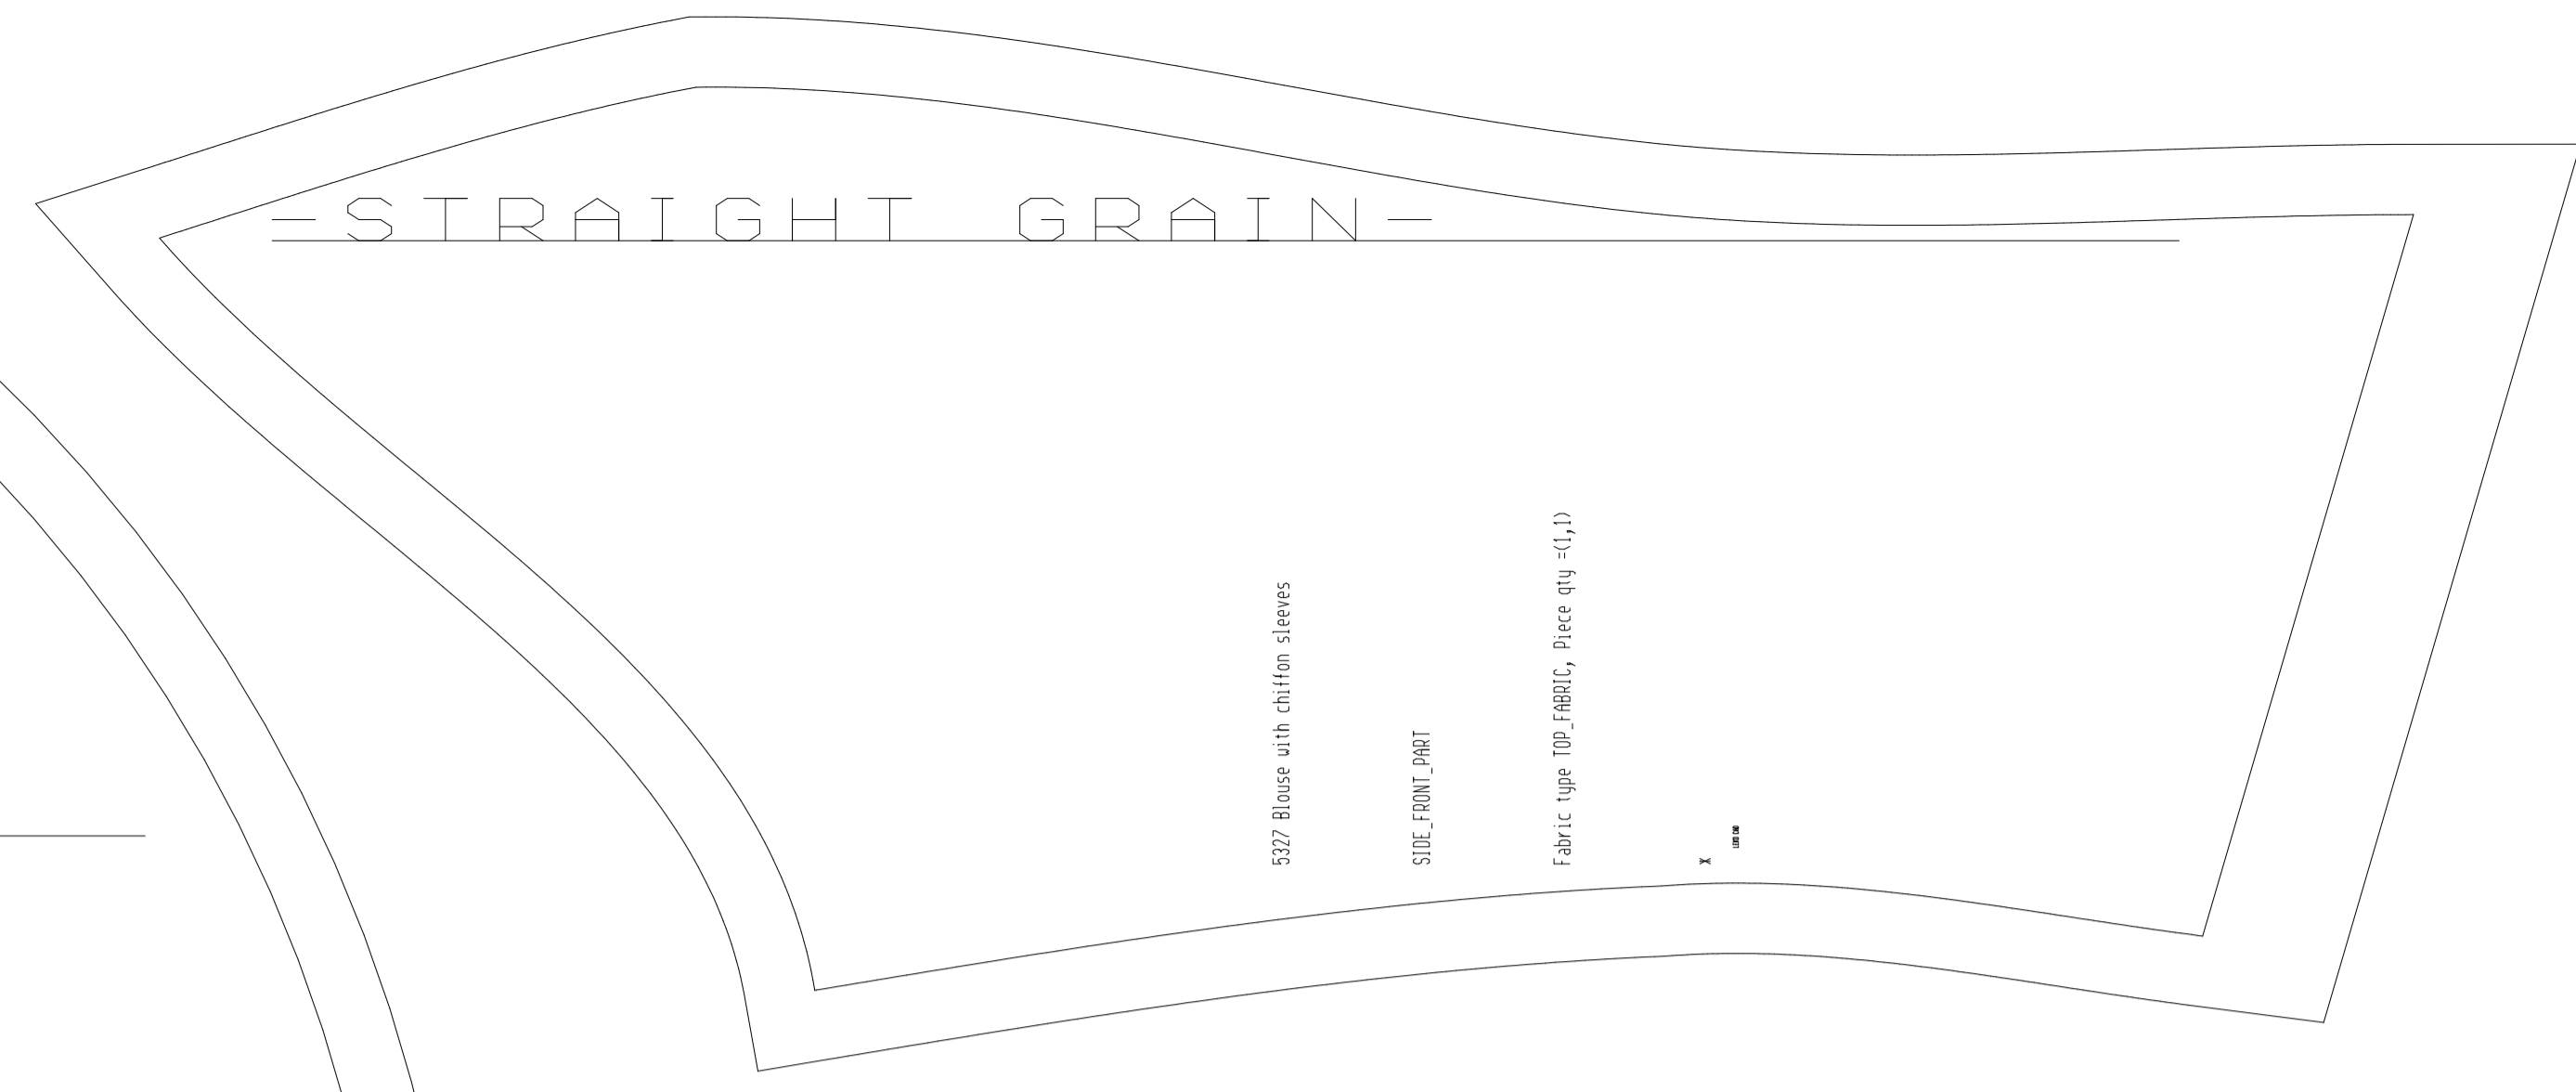 -STRAIGHT GRAIN-
5327 Blouse with chiffon sleeves
SIDE_FRONT_PART
Fabric type TOP_FABRIC, Piece qty =(1,1)